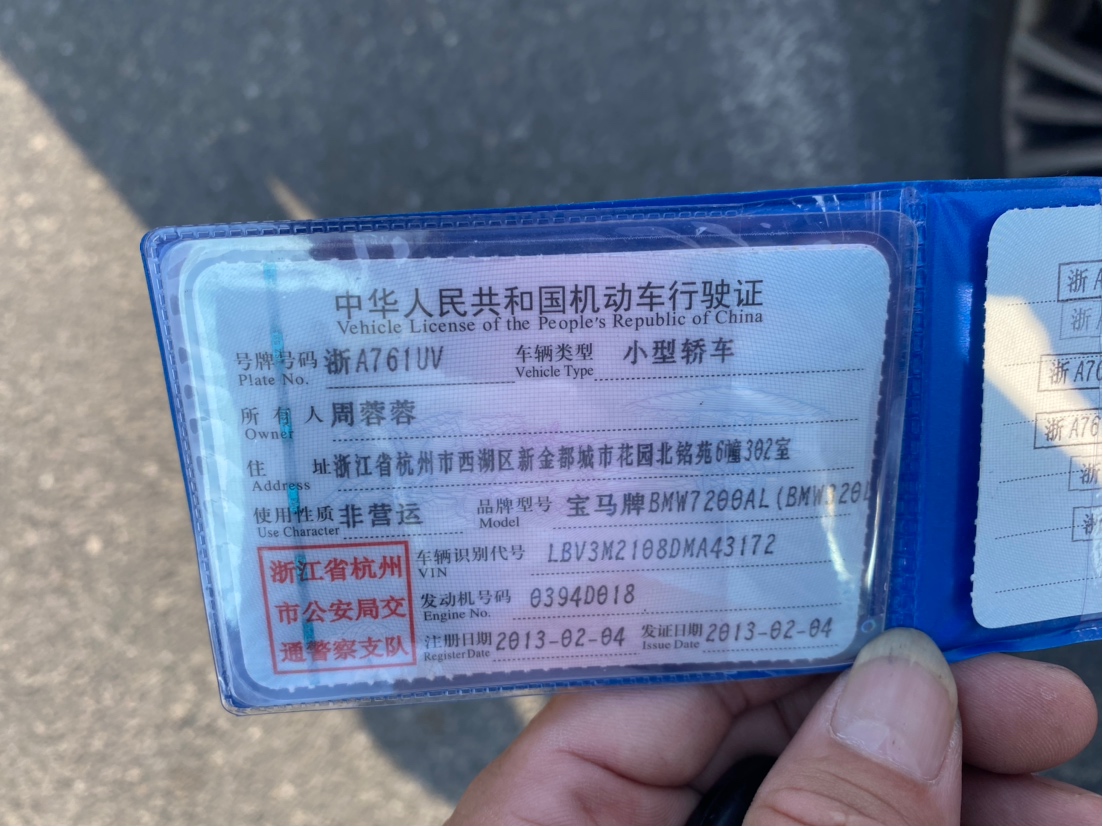 中华人民共和国机动车行驶证
Vehicle License of the People's Republic of China
号牌号码 浙A761UV 车辆类型 小型轿车
Plate No. Vehicle Type
所有人 周蓉蓉
Owner
住址 浙江省杭州市西湖区新金都城市花园北铭苑6幢302室
Address
使用性质 非营运 品牌型号 宝马牌BMW7200AL(BMW320L
Use Character Model
浙江省杭州
市公安局交
通警察支队
车辆识别代号 LBV3M2108DMA43172
VIN
发动机号码 0394D018
Engine No.
注册日期 2013-02-04 发证日期 2013-02-04
Register Date Issue Date
浙A
浙
浙A76
浙A76
浙
浙